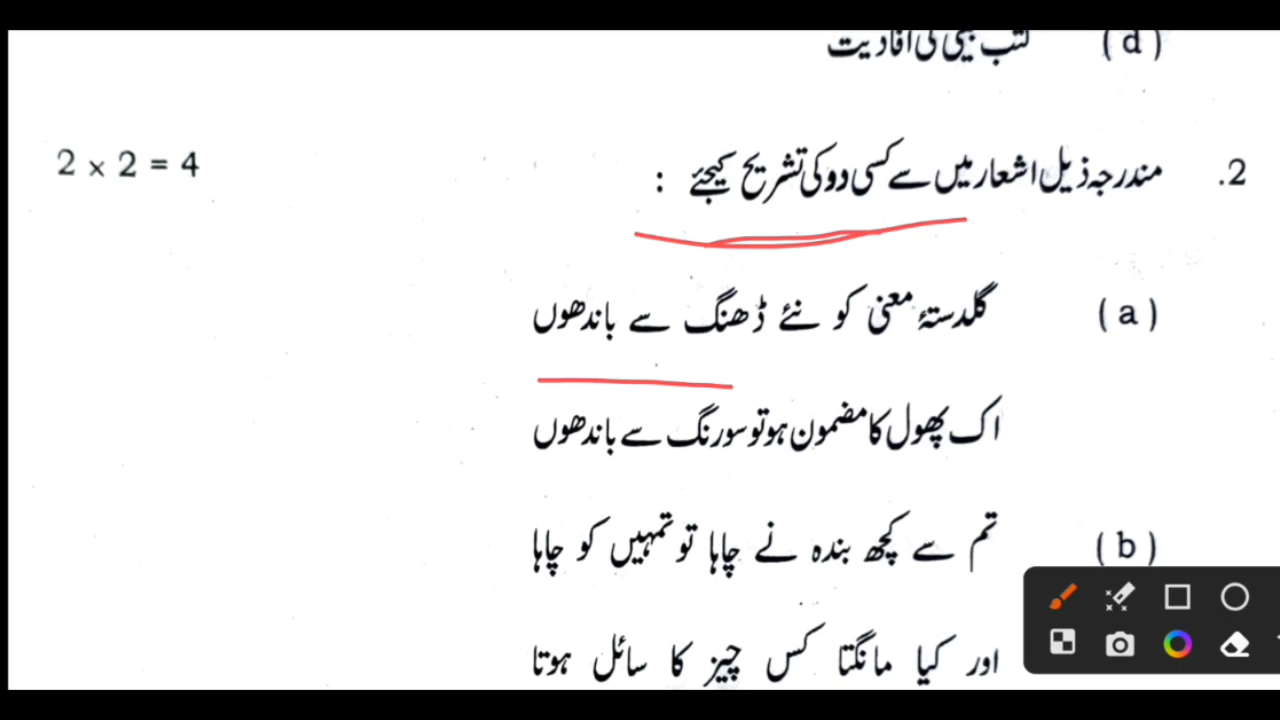 (d) کتب بینی کی افادیت
2. مندرجہ ذیل اشعار میں سے کسی دو کی تشریح کیجئے : 2 × 2 = 4
(a) گلدستۂ معنی کو نئے ڈھنگ سے باندھوں
اک پھول کا مضمون ہو تو سو رنگ سے باندھوں
(b) تم سے کچھ بندہ نے چاہا تو تمہیں کو چاہا
اور کیا مانگتا کس چیز کا سائل ہوتا